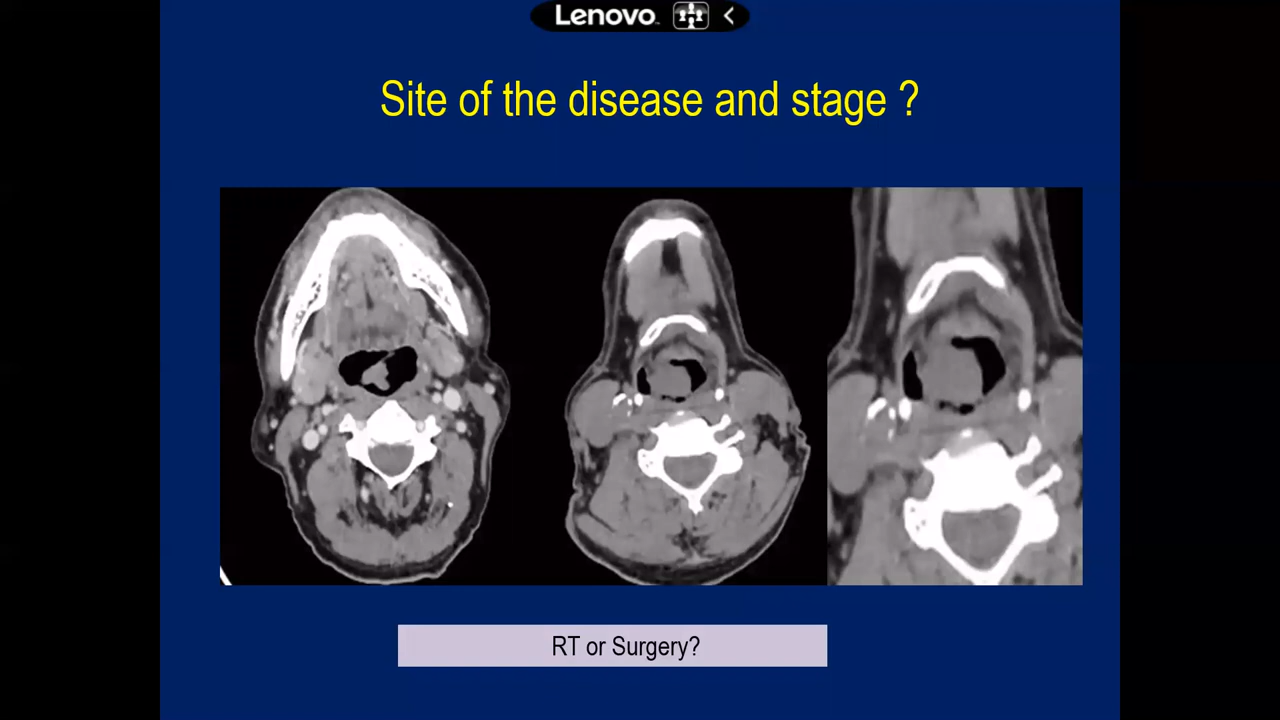 Lenovo
Site of the disease and stage ?
RT or Surgery?